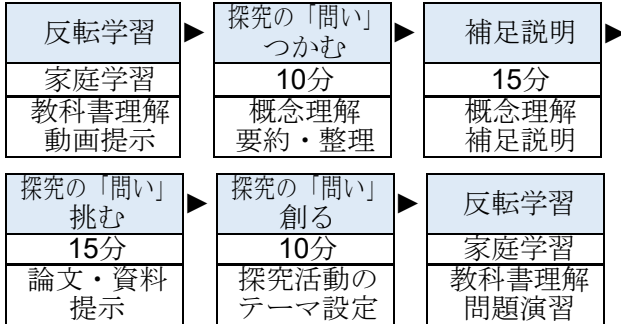 反転学習
家庭学習
教科書理解
動画提示
探究の「問い」
つかむ
10分
概念理解
要約・整理
補足説明
15分
概念理解
補足説明
探究の「問い」
挑む
15分
論文・資料
提示
探究の「問い」
創る
10分
探究活動の
テーマ設定
反転学習
家庭学習
教科書理解
問題演習